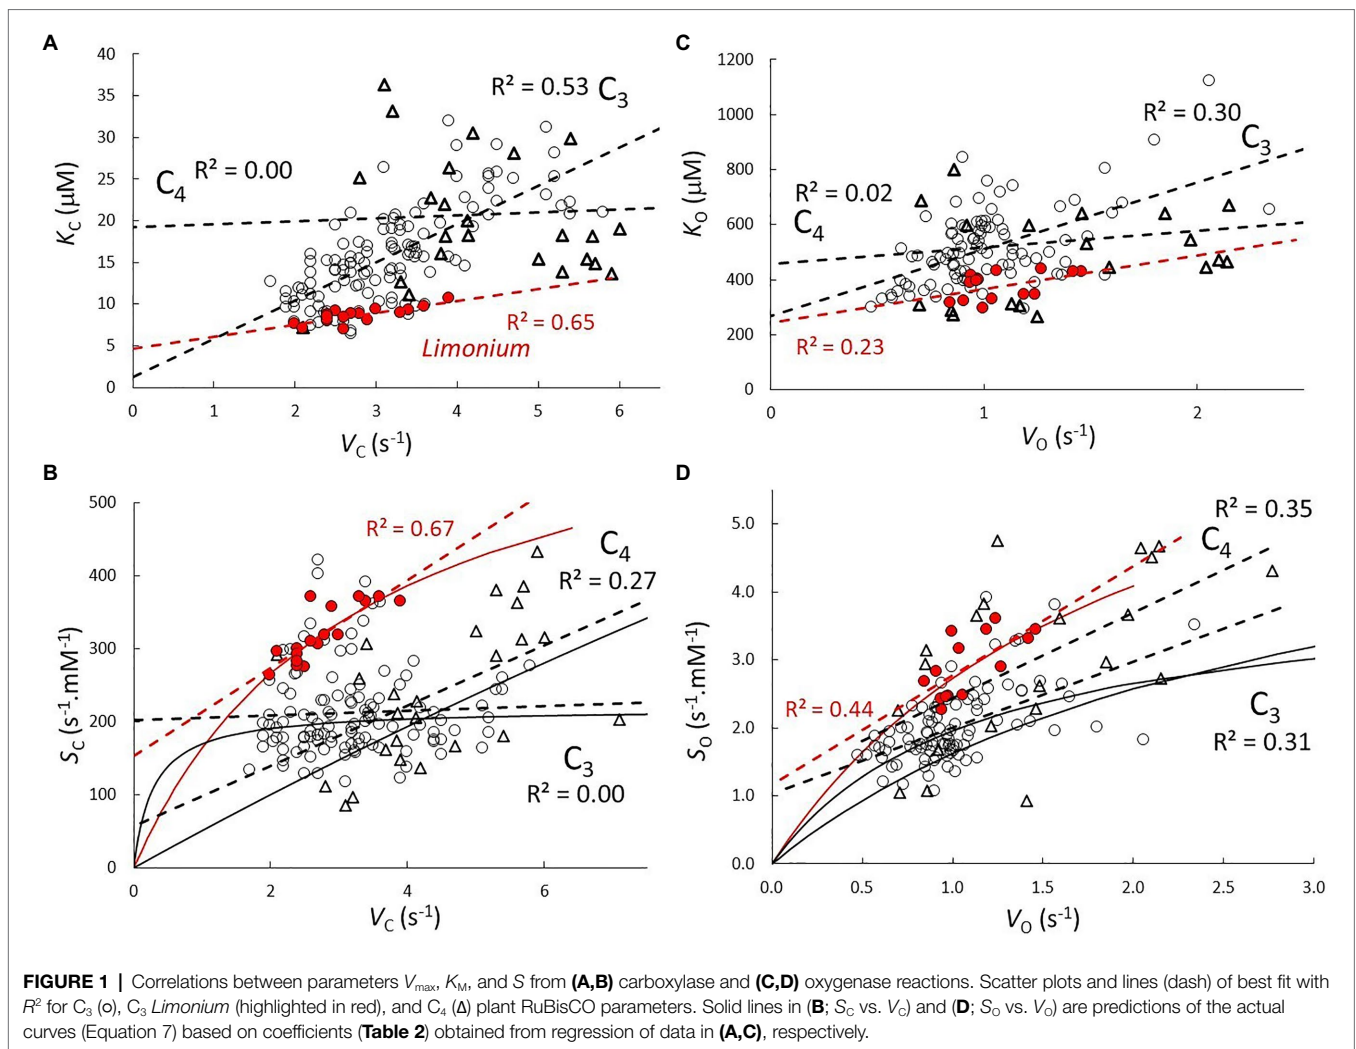 A
40
35
30
25
20
15
10
5
0
K_C (μM)
R² = 0.53 C₃
C₄ R² = 0.00
R² = 0.65
Limonium
0 1 2 3 4 5 6
V_C (s⁻¹)
C
1200
1000
800
600
400
200
0
K_O (μM)
R² = 0.30
C₃
R² = 0.02
C₄
R² = 0.23
0 1 2
V_O (s⁻¹)
B
500
400
300
200
100
0
S_C (s⁻¹.mM⁻¹)
R² = 0.67
C₄
R² = 0.27
C₃
R² = 0.00
0 2 4 6
V_C (s⁻¹)
D
5.0
4.0
3.0
2.0
1.0
0.0
S_O (s⁻¹.mM⁻¹)
R² = 0.35
C₄
R² = 0.44
C₃
R² = 0.31
0.0 0.5 1.0 1.5 2.0 2.5 3.0
V_O (s⁻¹)
FIGURE 1 | Correlations between parameters V_max, K_M, and S from (A,B) carboxylase and (C,D) oxygenase reactions. Scatter plots and lines (dash) of best fit with
R² for C₃ (o), C₃ Limonium (highlighted in red), and C₄ (Δ) plant RuBisCO parameters. Solid lines in (B; S_C vs. V_C) and (D; S_O vs. V_O) are predictions of the actual
curves (Equation 7) based on coefficients (Table 2) obtained from regression of data in (A,C), respectively.